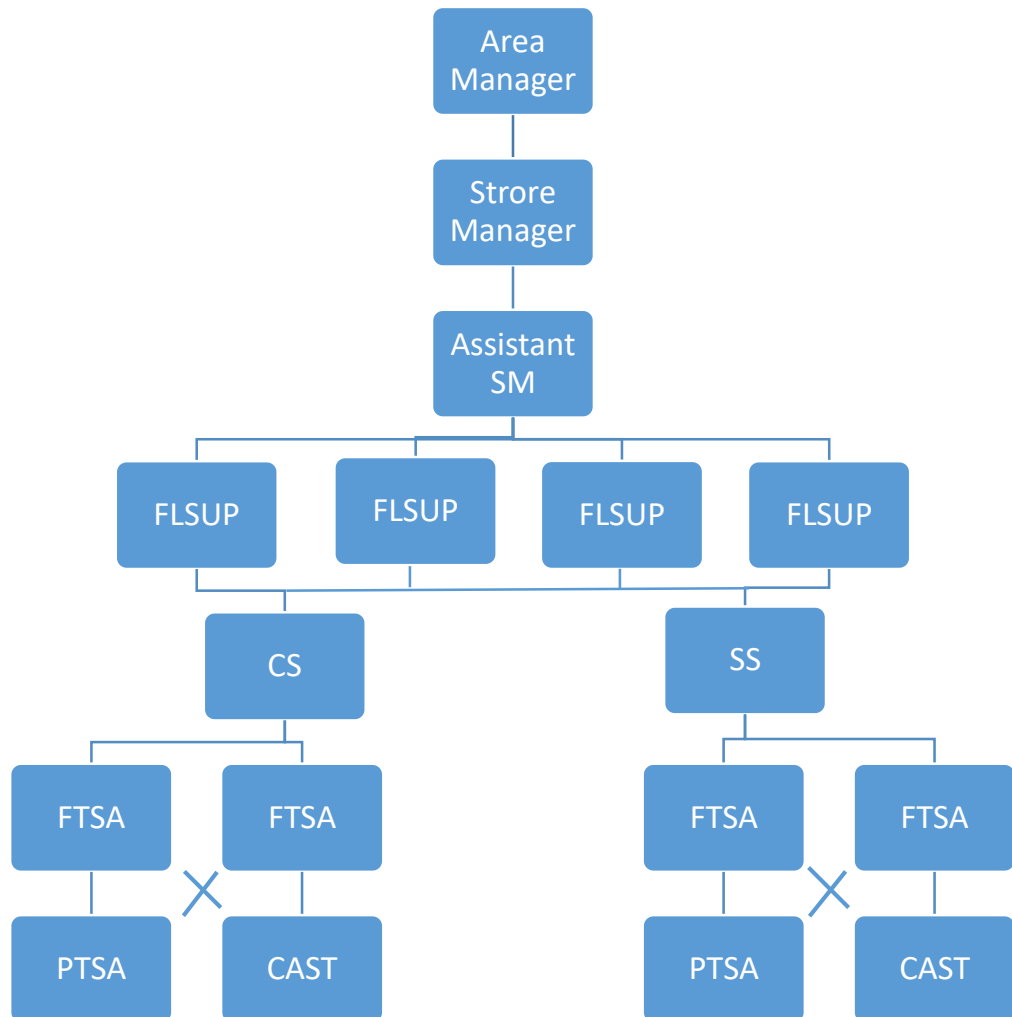 Area
Manager
Strore
Manager
Assistant
SM
FLSUP
FLSUP
FLSUP
FLSUP
CS
SS
FTSA
FTSA
FTSA
FTSA
PTSA
CAST
PTSA
CAST